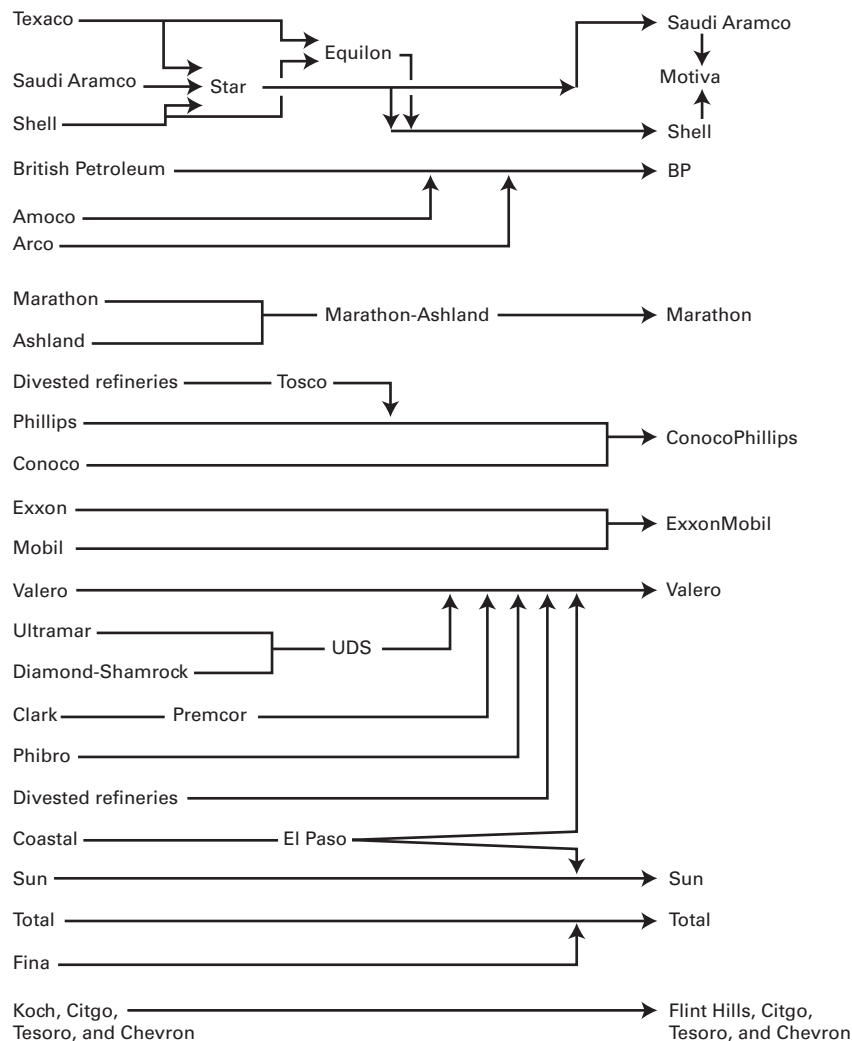 Texaco
Saudi Aramco
Equilon
Saudi Aramco
Star
Motiva
Shell
Shell
British Petroleum
BP
Amoco
Arco
Marathon
Marathon-Ashland
Marathon
Ashland
Divested refineries
Tosco
Phillips
ConocoPhillips
Conoco
Exxon
ExxonMobil
Mobil
Valero
Valero
Ultramar
UDS
Diamond-Shamrock
Clark
Premcor
Phibro
Divested refineries
Coastal
El Paso
Sun
Sun
Total
Total
Fina
Koch, Citgo,
Tesoro, and Chevron
Flint Hills, Citgo,
Tesoro, and Chevron